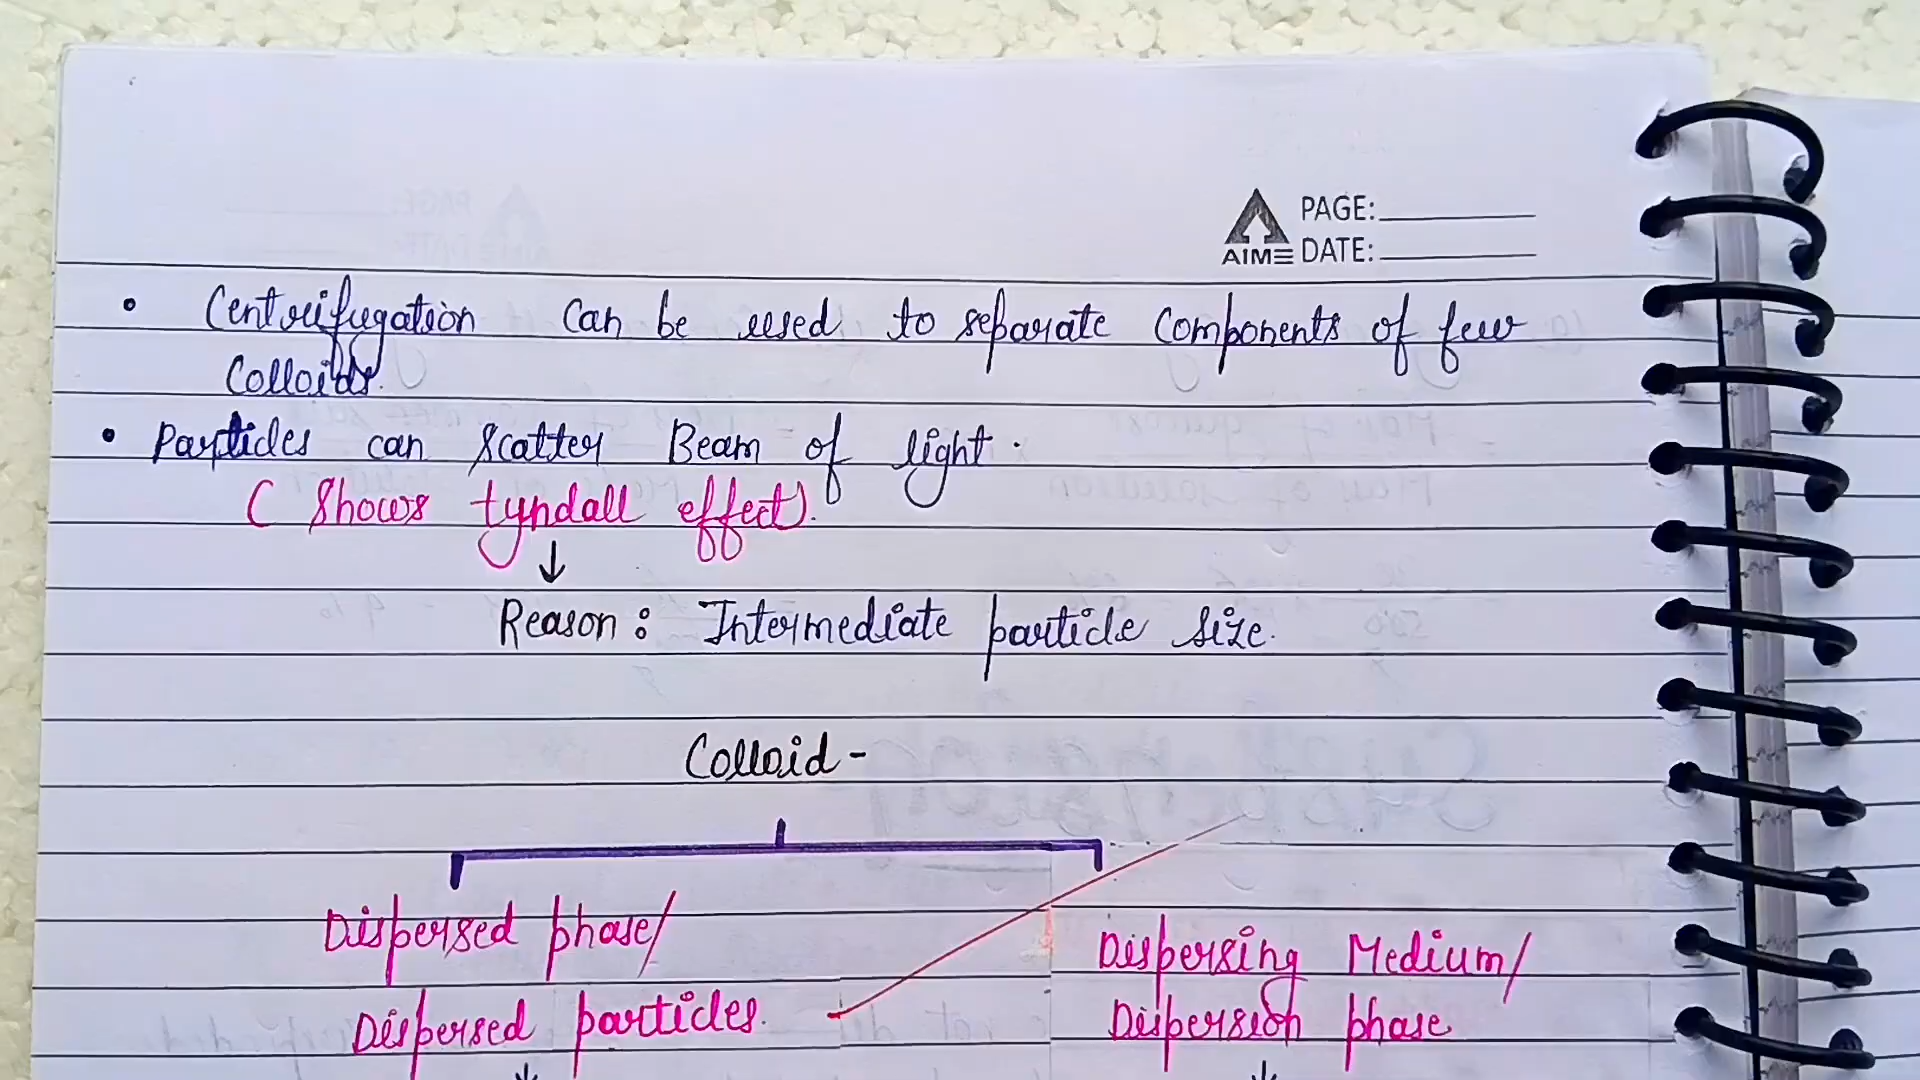 PAGE:
AIME DATE:
• Centrifugation can be used to separate Components of few
Colloids.
• Particles can scatter Beam of light.
( Shows tyndall effect).
↓
Reason : Intermediate particle size.
Colloid -
Dispersed phase/
Dispersed particles.
Dispersing Medium/
Dispersion phase